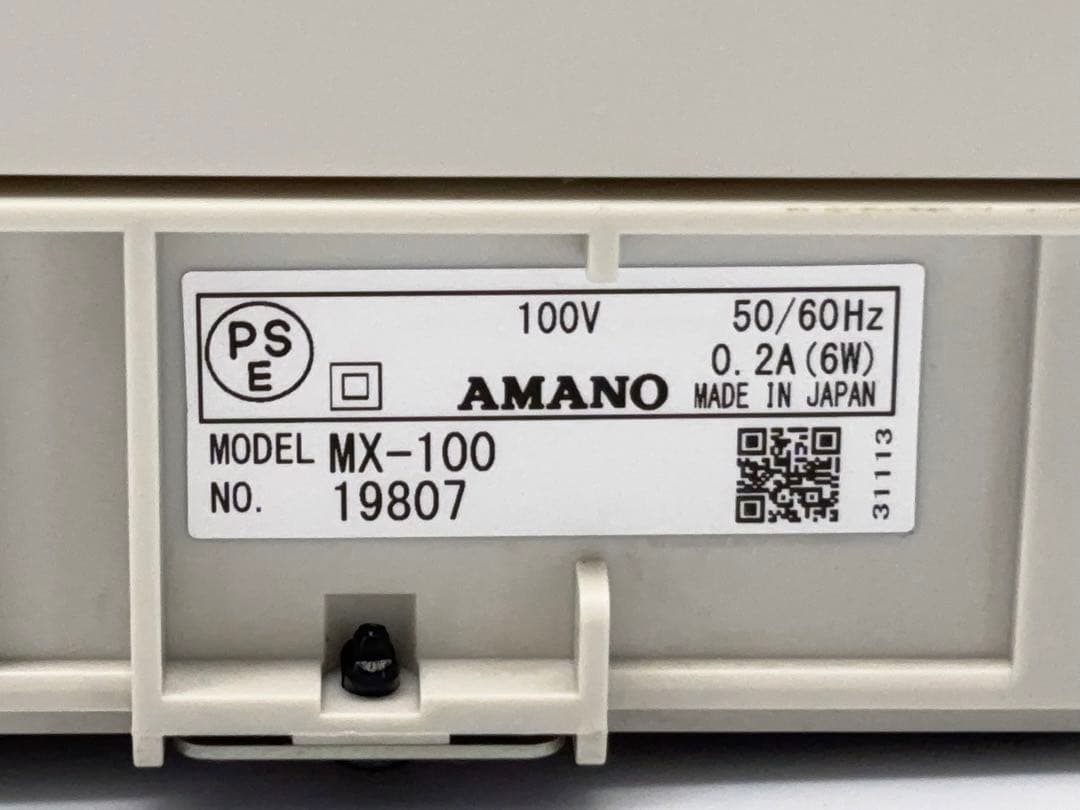 PS
E
100V
50/60Hz
0.2A(6W)
AMANO
MADE IN JAPAN
MODEL MX-100
NO. 19807
31113